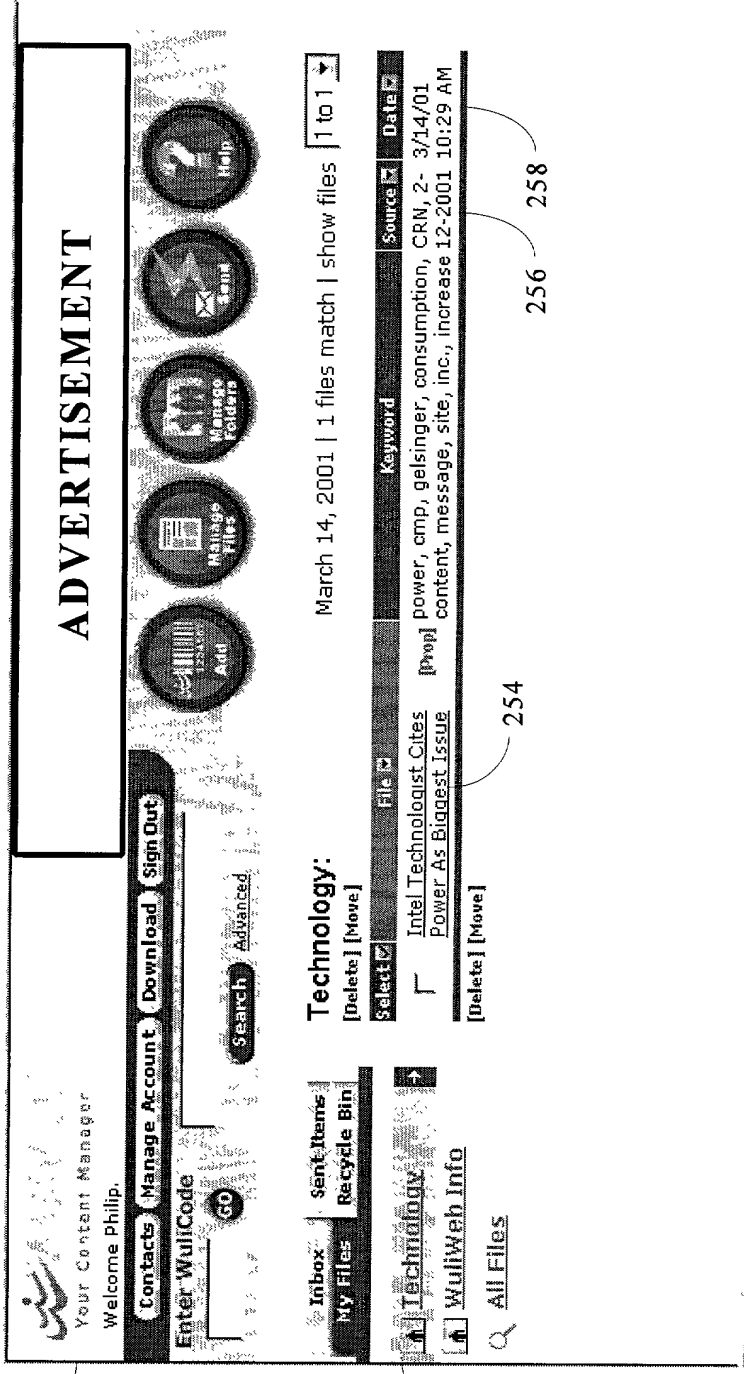 ADVERTISEMENT
Your Content Manager
Welcome Philip.
Contacts Manage Account Download Sign Out
Enter WuliCode
GO
Search Advanced
Add
Manage Files
Manage Folders
Send
Help
Inbox Sent Items
My Files Recycle Bin
Technology
WuliWeb Info
All Files
Technology:
March 14, 2001 | 1 files match | show files 1 to 1
[Delete] [Move]
Select File Keyword Source Date
Intel Technologist Cites [Prop] power, cmp, gelsinger, consumption, CRN, 2- 3/14/01
Power As Biggest Issue content, message, site, inc., increase 12-2001 10:29 AM
[Delete] [Move]
254
256
258